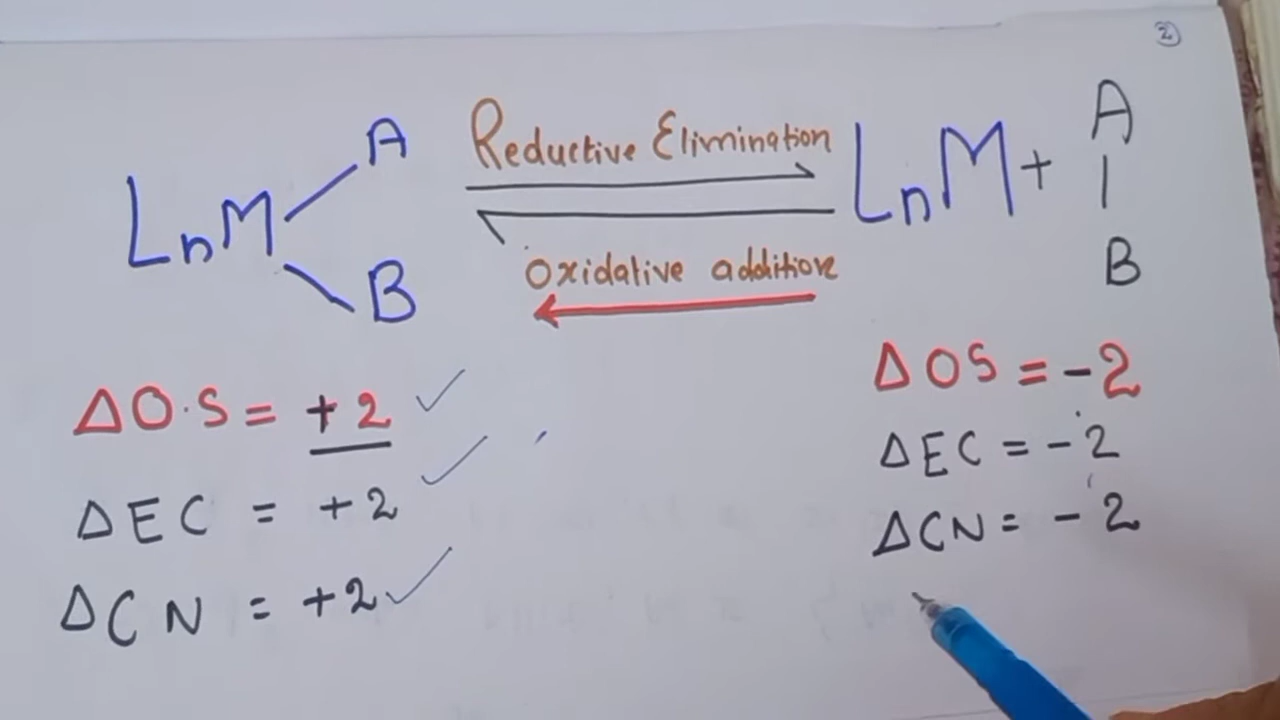 ②
LnM
A
B
Reductive Elimination
Oxidative addition
LnM +
A
|
B
ΔO.S = +2 ✓
ΔEC = +2 ✓
ΔCN = +2 ✓
ΔOS = -2
ΔEC = -2
ΔCN = -2